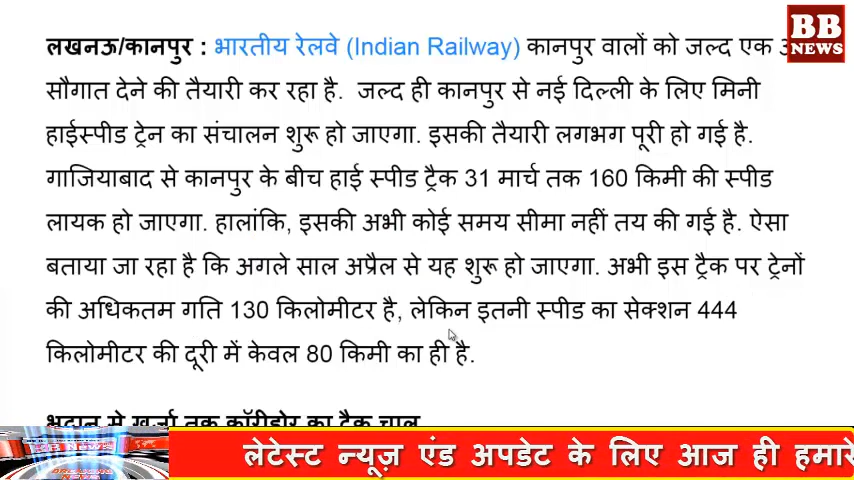 BB
NEWS
लखनऊ/कानपुर : भारतीय रेलवे (Indian Railway) कानपुर वालों को जल्द एक
सौगात देने की तैयारी कर रहा है. जल्द ही कानपुर से नई दिल्ली के लिए मिनी
हाईस्पीड ट्रेन का संचालन शुरू हो जाएगा. इसकी तैयारी लगभग पूरी हो गई है.
गाजियाबाद से कानपुर के बीच हाई स्पीड ट्रैक 31 मार्च तक 160 किमी की स्पीड
लायक हो जाएगा. हालांकि, इसकी अभी कोई समय सीमा नहीं तय की गई है. ऐसा
बताया जा रहा है कि अगले साल अप्रैल से यह शुरू हो जाएगा. अभी इस ट्रैक पर ट्रेनों
की अधिकतम गति 130 किलोमीटर है, लेकिन इतनी स्पीड का सेक्शन 444
किलोमीटर की दूरी में केवल 80 किमी का ही है.
भदान से खुर्जा तक कॉरीडोर का ट्रैक चालू
लेटेस्ट न्यूज़ एंड अपडेट के लिए आज ही हमारे